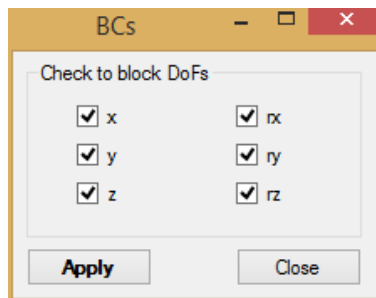 BCs
Check to block DoFs
x rx
y ry
z rz
Apply Close